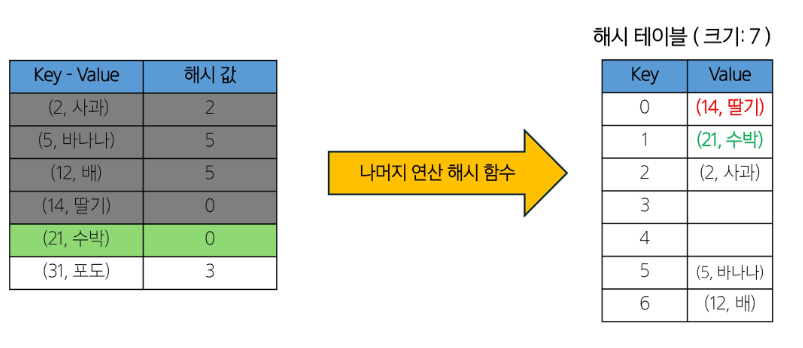 해시 테이블 ( 크기: 7 )
Key - Value 해시 값
(2, 사과) 2
(5, 바나나) 5
(12, 배) 5
(14, 딸기) 0
(21, 수박) 0
(31, 포도) 3
나머지 연산 해시 함수
Key Value
0 (14, 딸기)
1 (21, 수박)
2 (2, 사과)
3
4
5 (5, 바나나)
6 (12, 배)